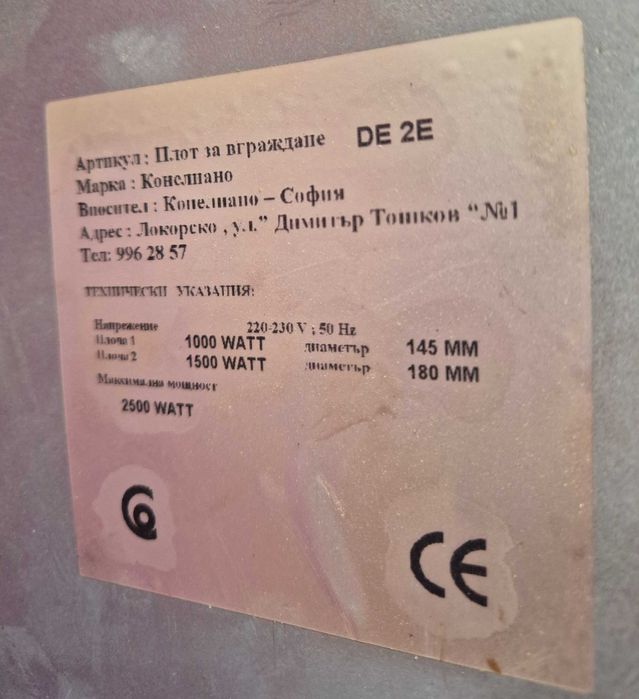 Артикул : Плот за вграждане DE 2E
Марка : Конелиано
Вносител : Конелиано – София
Адрес : Локорско , ул.” Димитър Тошков “№1
Тел: 996 28 57
ТЕХНИЧЕСКИ УКАЗАНИЯ:
Напрежение 220-230 V ; 50 Hz
Плоча 1 1000 WATT диаметър 145 MM
Плоча 2 1500 WATT диаметър 180 MM
Максимална мощност
2500 WATT
CE